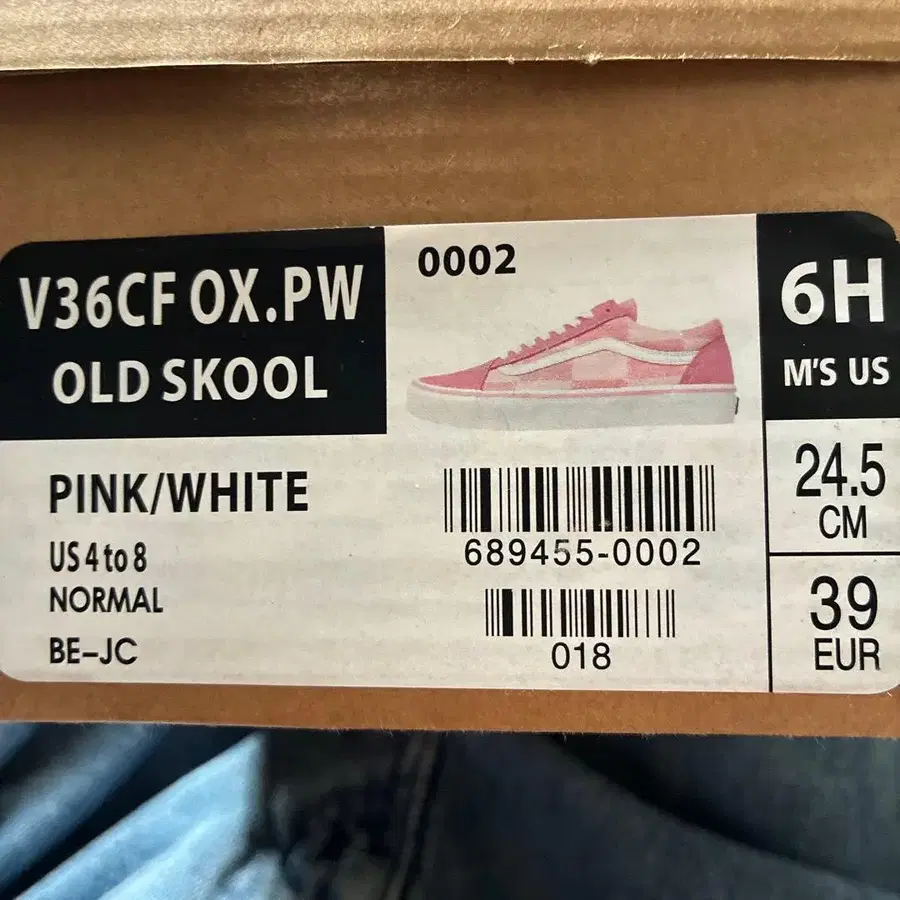 V36CF OX.PW
OLD SKOOL
0002
6H
M'S US
PINK/WHITE
US 4 to 8
NORMAL
BE-JC
689455-0002
018
24.5
CM
39
EUR